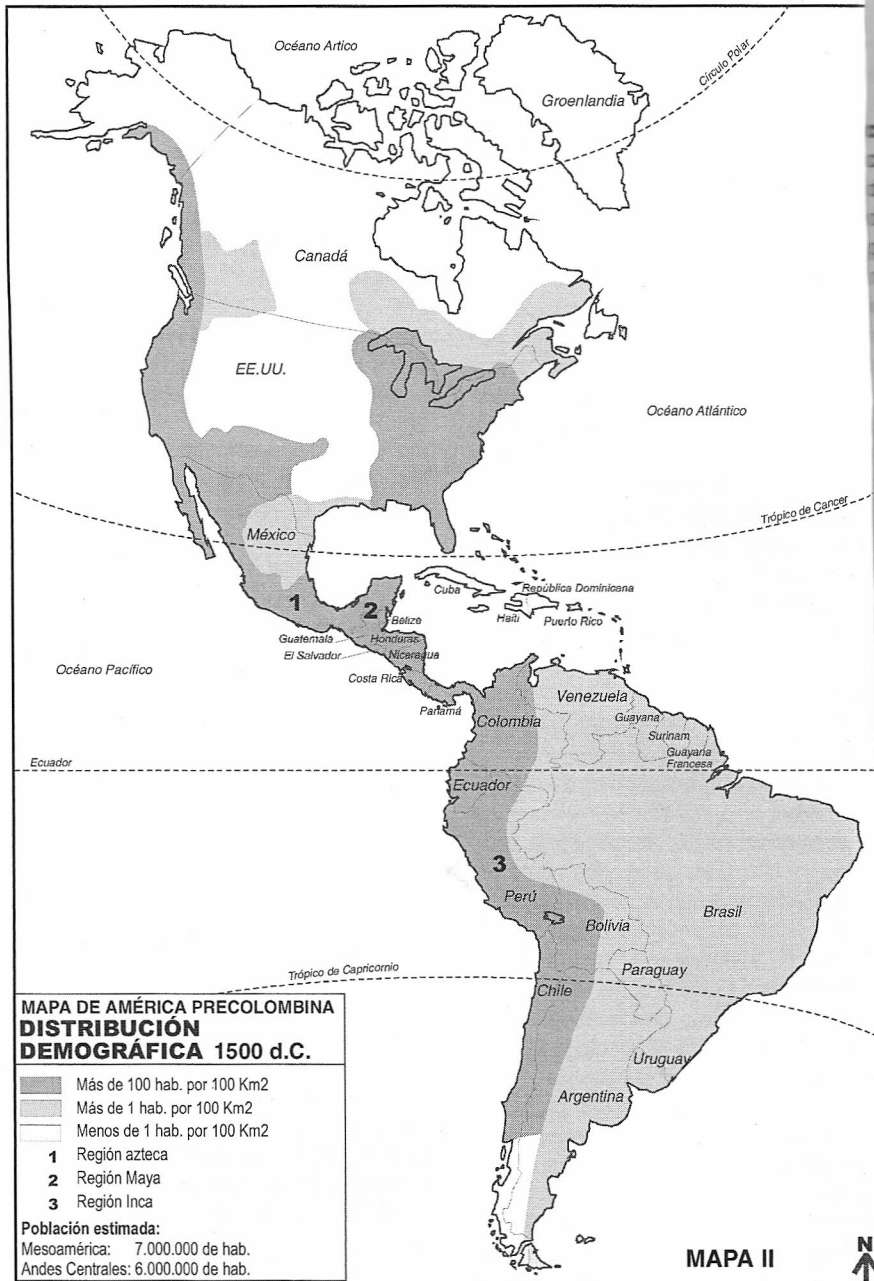 Océano Artico
Círculo Polar
Groenlandia
Canadá
EE.UU.
Océano Atlántico
Trópico de Cancer
México
1
2
Cuba
República Dominicana
Haití
Puerto Rico
Belize
Guatemala
Honduras
El Salvador
Nicaragua
Océano Pacífico
Costa Rica
Panamá
Venezuela
Colombia
Guayana
Surinam
Guayana
Francesa
Ecuador
Ecuador
3
Perú
Bolivia
Brasil
Trópico de Capricornio
Paraguay
Chile
Uruguay
Argentina
MAPA DE AMÉRICA PRECOLOMBINA
DISTRIBUCIÓN
DEMOGRÁFICA 1500 d.C.
Más de 100 hab. por 100 Km2
Más de 1 hab. por 100 Km2
Menos de 1 hab. por 100 Km2
1 Región azteca
2 Región Maya
3 Región Inca
Población estimada:
Mesoamérica: 7.000.000 de hab.
Andes Centrales: 6.000.000 de hab.
MAPA II
N